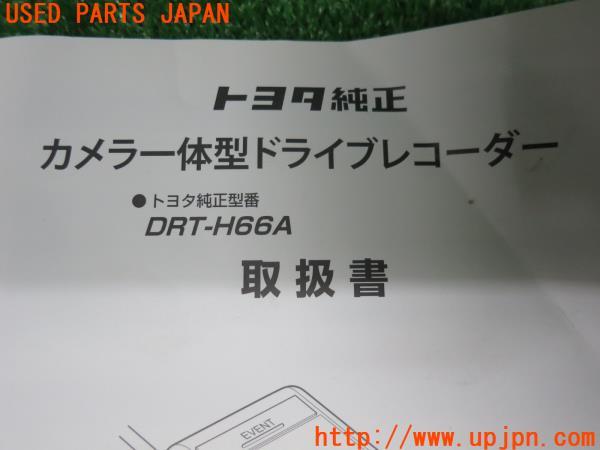 USED PARTS JAPAN
トヨタ純正
カメラ一体型ドライブレコーダー
● トヨタ純正型番
DRT-H66A
取扱書
EVENT
http://www.upjpn.com